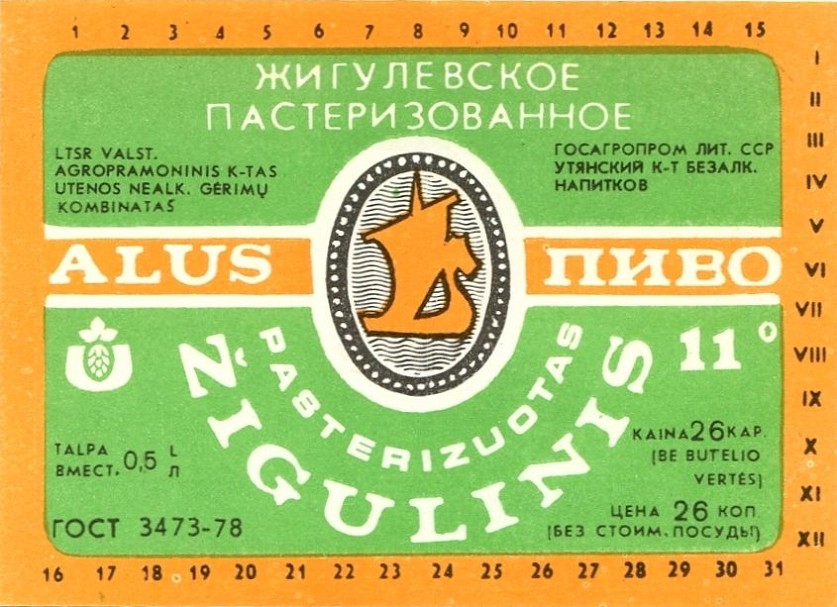 1 2 3 4 5 6 7 8 9 10 11 12 13 14 15
ЖИГУЛЕВСКОЕ
ПАСТЕРИЗОВАННОЕ
LTSR VALST.
AGROPRAMONINIS K-TAS
UTENOS NEALK. GĖRIMŲ
KOMBINATAS
ГОСАГРОПРОМ ЛИТ. ССР
УТЯНСКИЙ К-Т БЕЗАЛК.
НАПИТКОВ
ALUS ПИВО
PASTERIZUOTAS
ŽIGULINIS
11°
TALPA L
ВМЕСТ. 0,5 Л
ГОСТ 3473-78
KAINA 26 KAP.
(BE BUTELIO
VERTĖS)
ЦЕНА 26 КОП.
(БЕЗ СТОИМ. ПОСУДЫ)
I
II
III
IV
V
VI
VII
VIII
IX
X
XI
XII
16 17 18 19 20 21 22 23 24 25 26 27 28 29 30 31